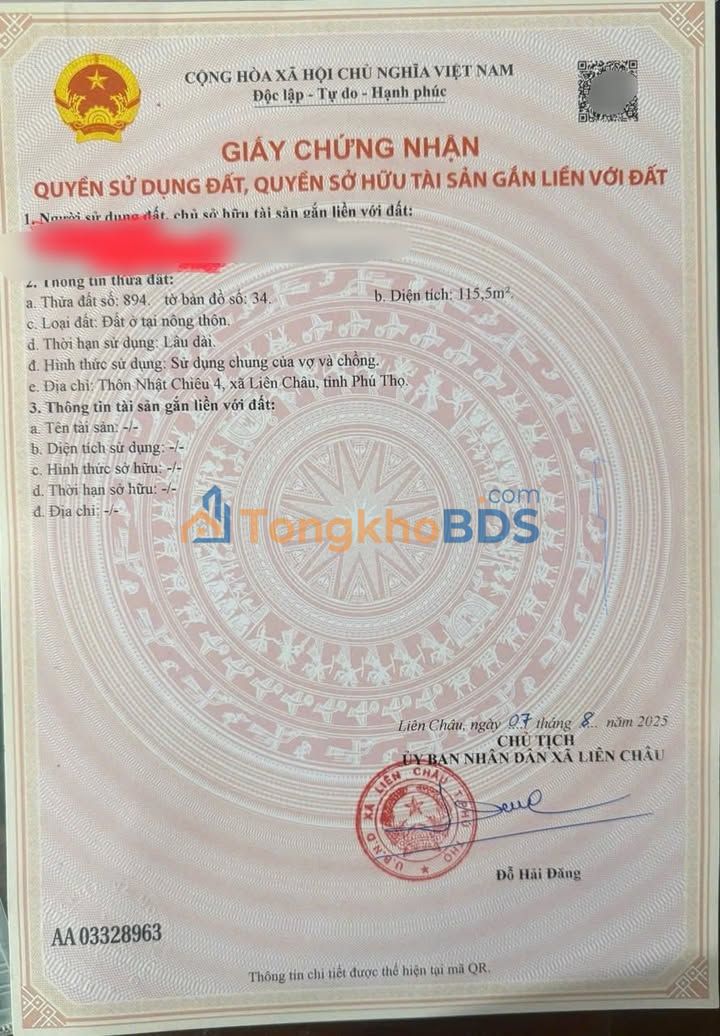 CỘNG HÒA XÃ HỘI CHỦ NGHĨA VIỆT NAM
Độc lập - Tự do - Hạnh phúc
GIẤY CHỨNG NHẬN
QUYỀN SỬ DỤNG ĐẤT, QUYỀN SỞ HỮU TÀI SẢN GẮN LIỀN VỚI ĐẤT
1. Người sử dụng đất, chủ sở hữu tài sản gắn liền với đất:
2. Thông tin thửa đất:
a. Thửa đất số: 894. tờ bản đồ số: 34. b. Diện tích: 115,5m².
c. Loại đất: Đất ở tại nông thôn.
d. Thời hạn sử dụng: Lâu dài.
đ. Hình thức sử dụng: Sử dụng chung của vợ và chồng.
e. Địa chỉ: Thôn Nhật Chiêu 4, xã Liên Châu, tỉnh Phú Thọ.
3. Thông tin tài sản gắn liền với đất:
a. Tên tài sản: -/-
b. Diện tích sử dụng: -/-
c. Hình thức sở hữu: -/-
d. Thời hạn sở hữu: -/-
đ. Địa chỉ: -/-
TongkhoBDS.com
Liên Châu, ngày 07 tháng 8 năm 2025
CHỦ TỊCH
ỦY BAN NHÂN DÂN XÃ LIÊN CHÂU
U.B.N.D XÃ LIÊN CHÂU T.PHÚ THỌ
Đỗ Hải Đăng
AA 03328963
Thông tin chi tiết được thể hiện tại mã QR.